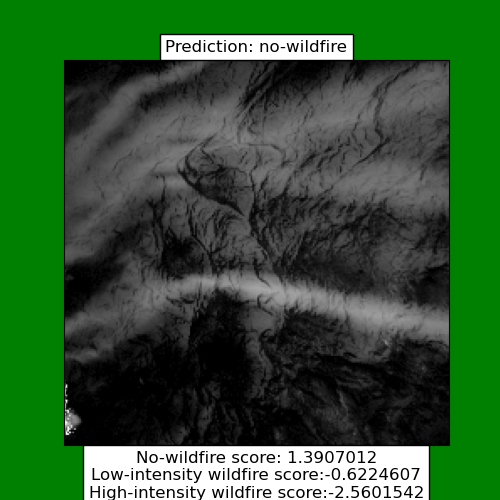 Prediction: no-wildfire
No-wildfire score: 1.3907012
Low-intensity wildfire score:-0.6224607
High-intensity wildfire score:-2.5601542